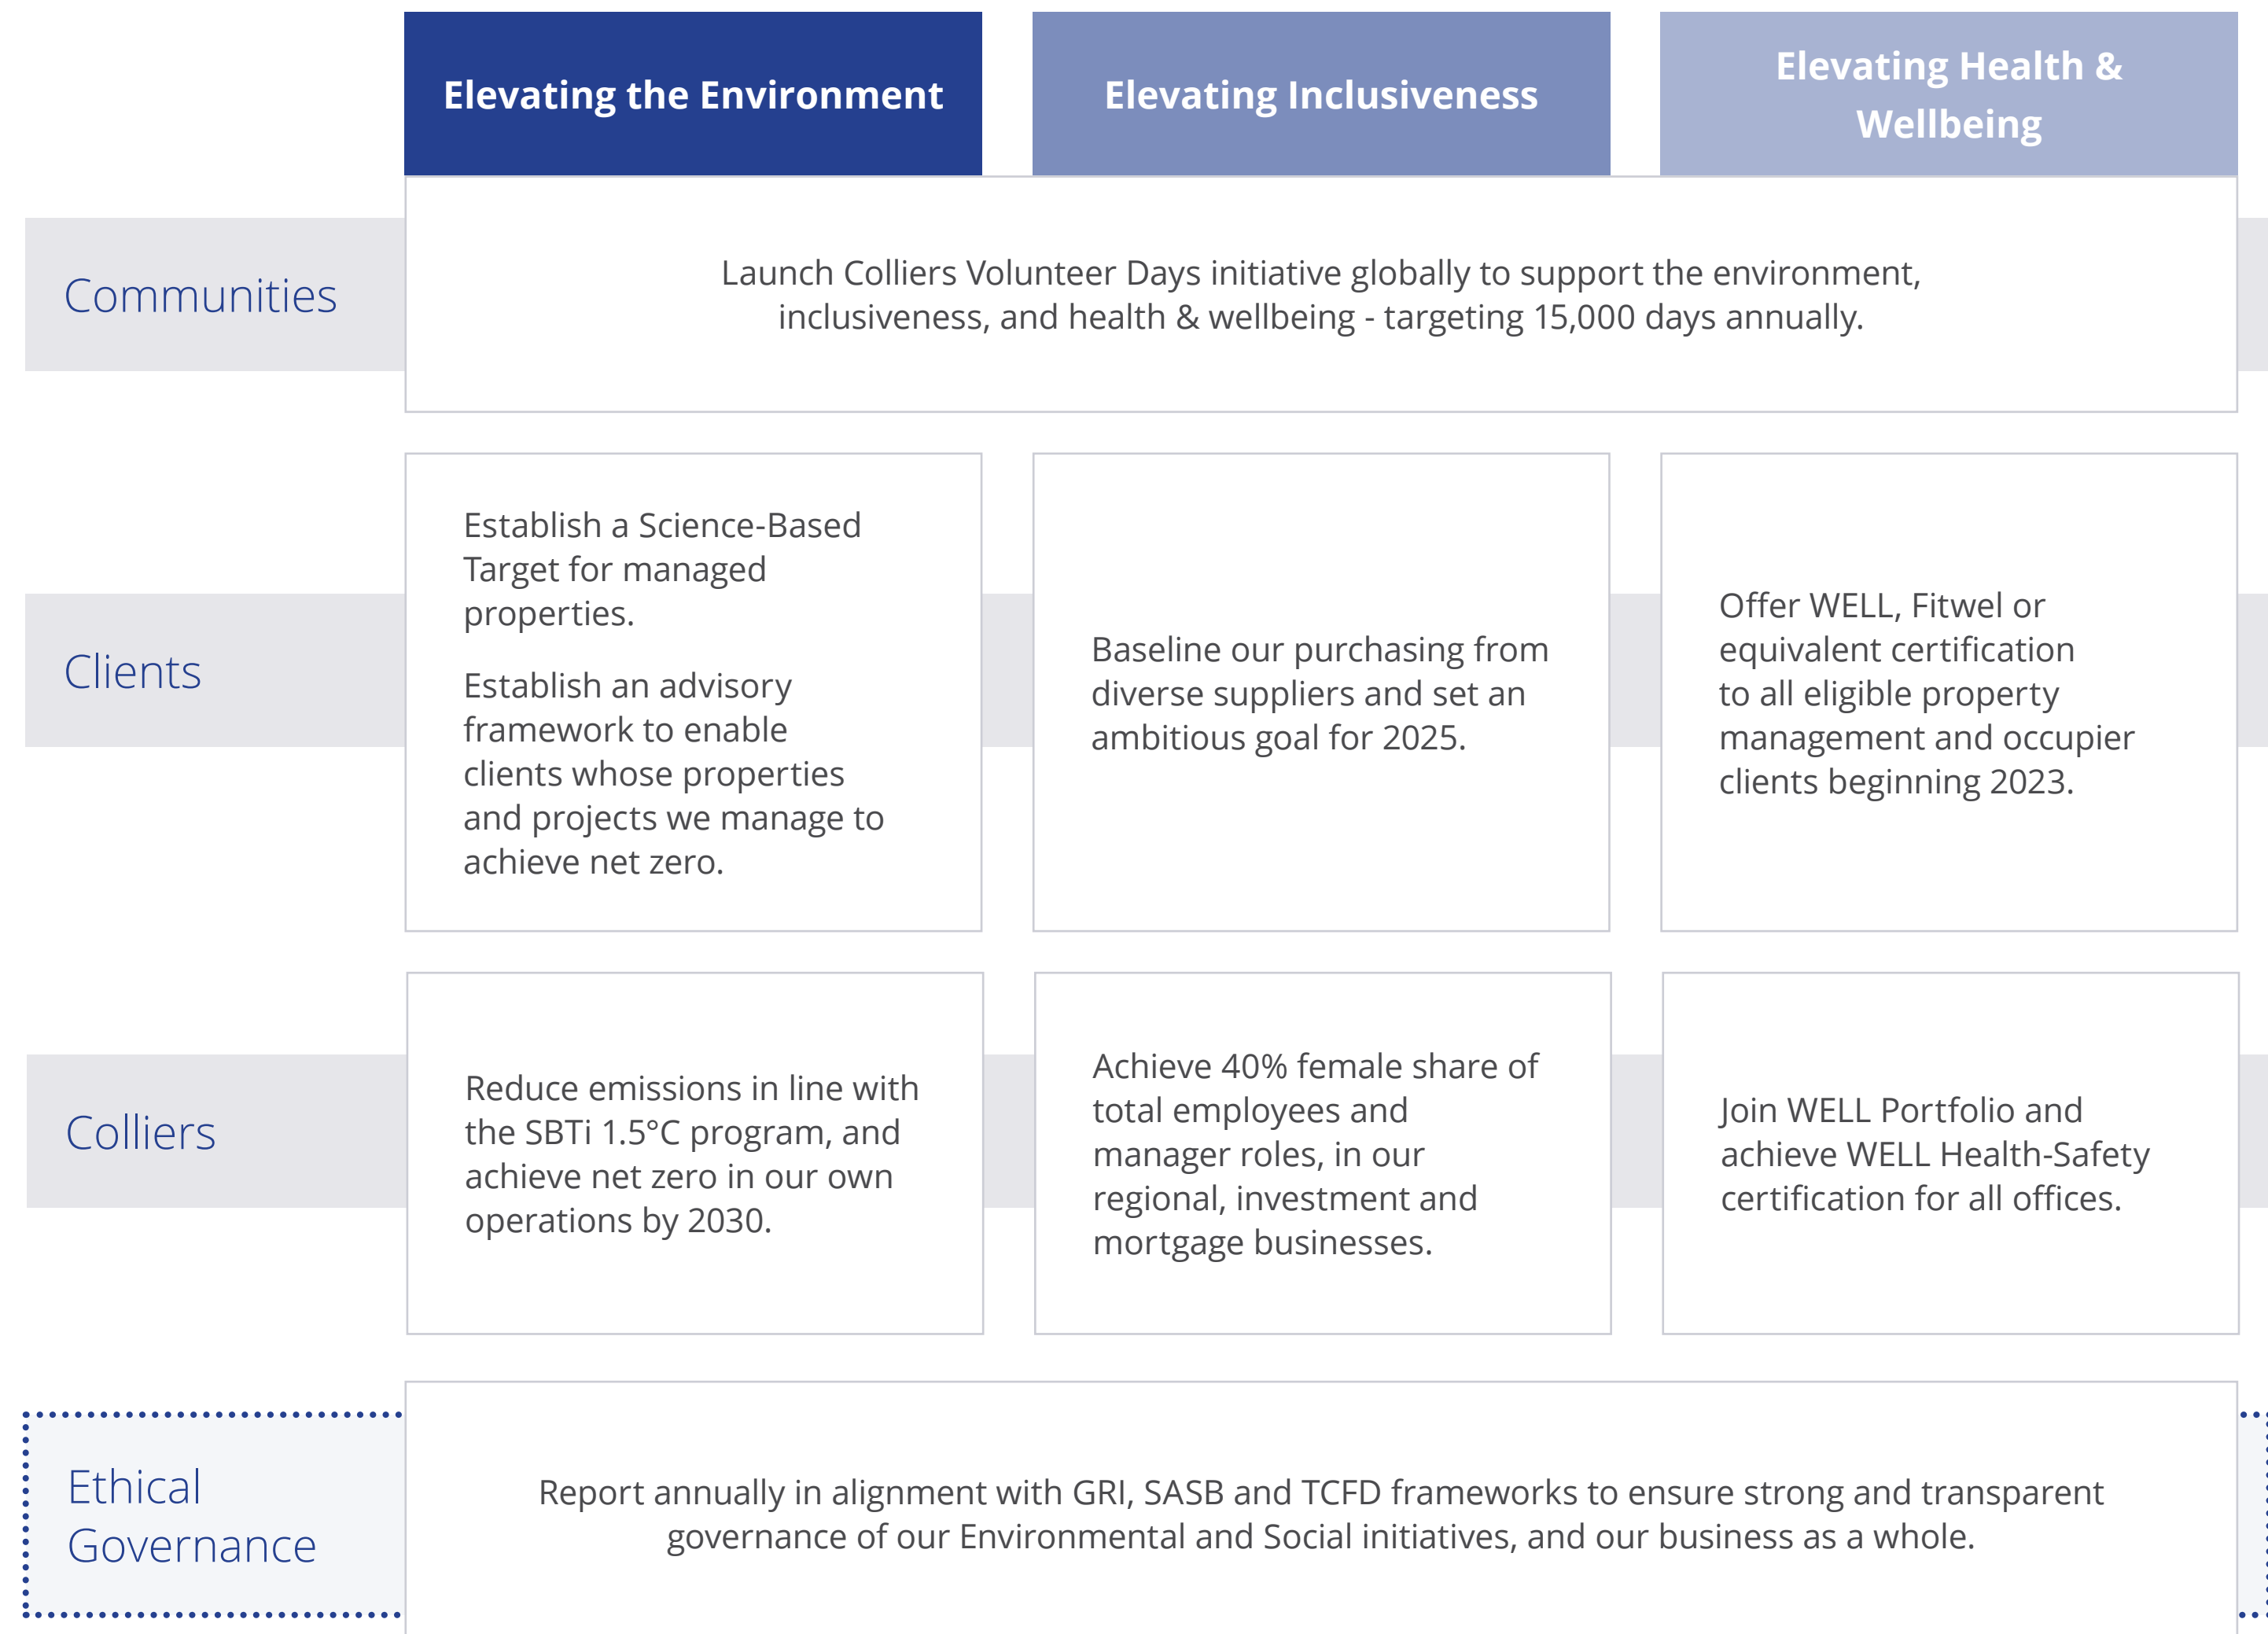 Elevating the Environment
Elevating Inclusiveness
Elevating Health &
Wellbeing
Communities
Launch Colliers Volunteer Days initiative globally to support the environment,
inclusiveness, and health & wellbeing - targeting 15,000 days annually.
Clients
Establish a Science-Based
Target for managed
properties.
Establish an advisory
framework to enable
clients whose properties
and projects we manage to
achieve net zero.
Baseline our purchasing from
diverse suppliers and set an
ambitious goal for 2025.
Offer WELL, Fitwel or
equivalent certification
to all eligible property
management and occupier
clients beginning 2023.
Colliers
Reduce emissions in line with
the SBTi 1.5°C program, and
achieve net zero in our own
operations by 2030.
Achieve 40% female share of
total employees and
manager roles, in our
regional, investment and
mortgage businesses.
Join WELL Portfolio and
achieve WELL Health-Safety
certification for all offices.
Ethical
Governance
Report annually in alignment with GRI, SASB and TCFD frameworks to ensure strong and transparent
governance of our Environmental and Social initiatives, and our business as a whole.